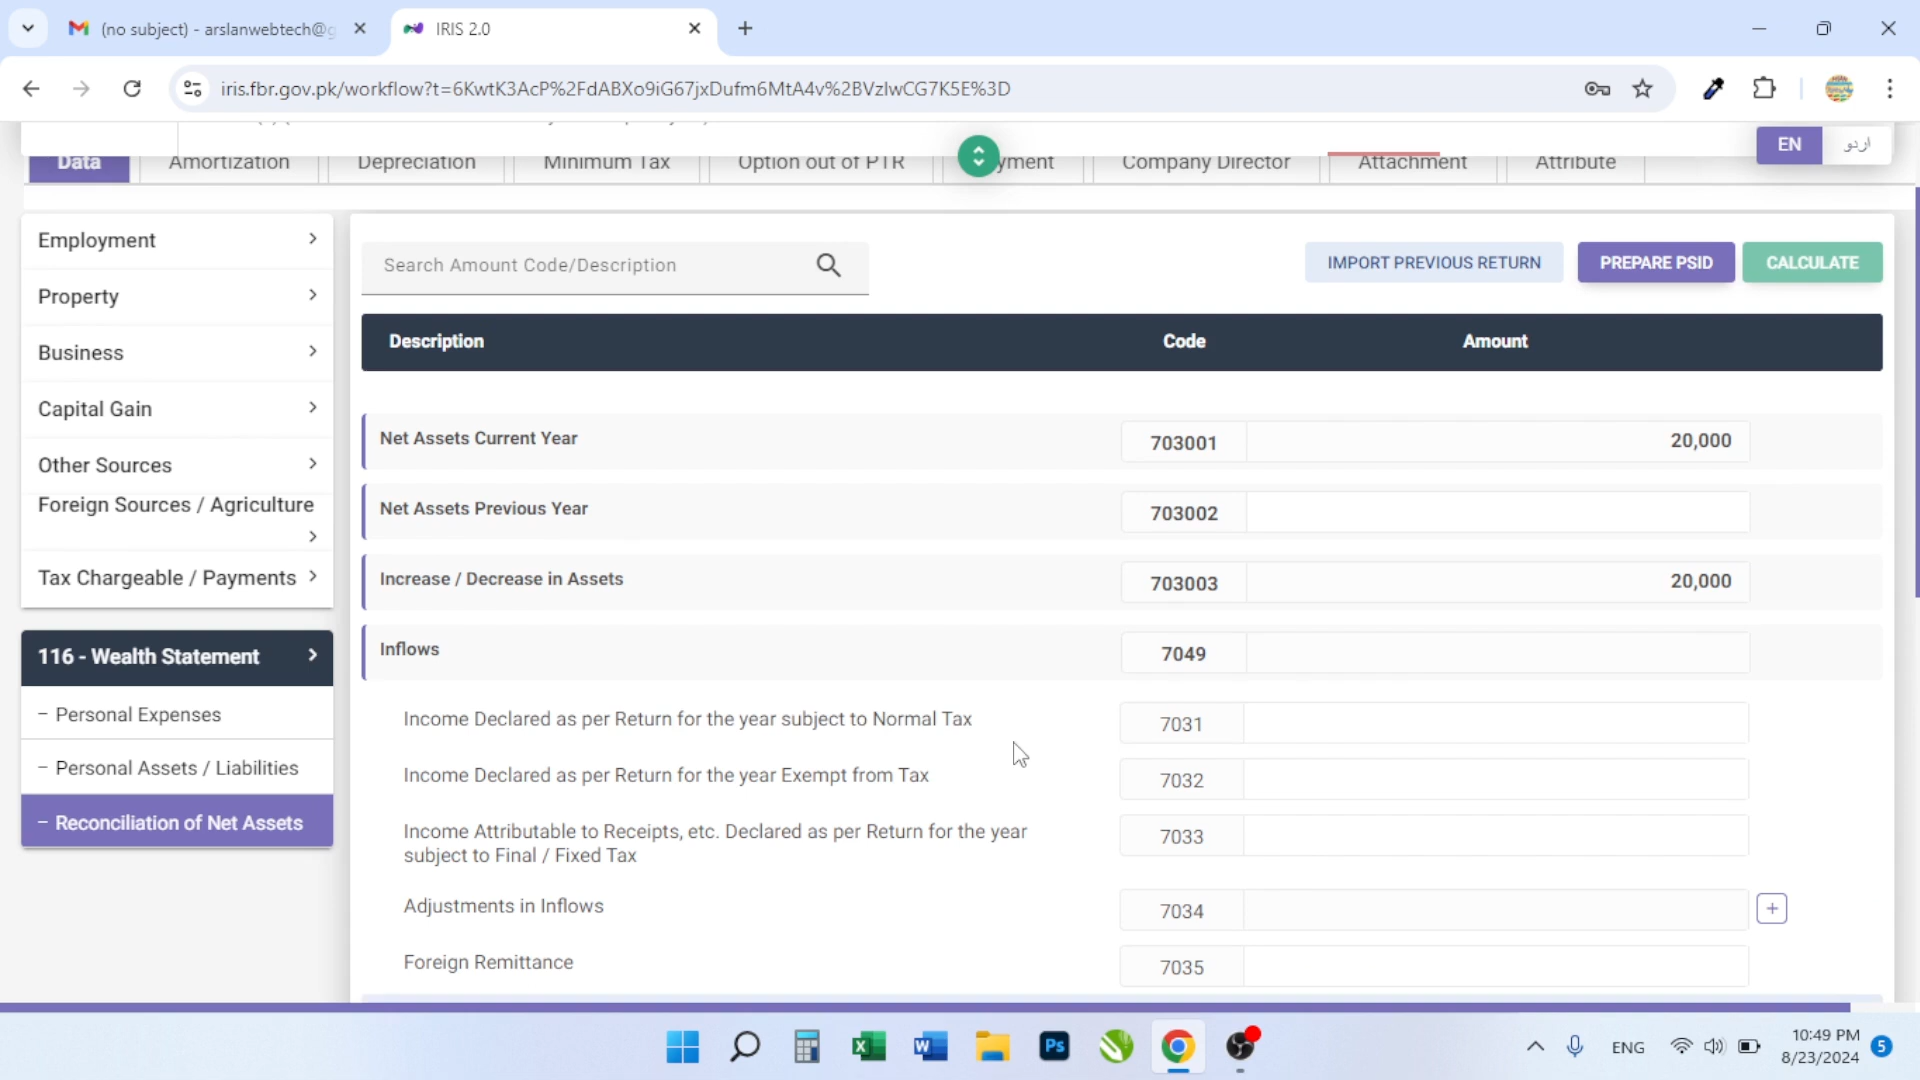 (no subject) - arslanwebtech@g
IRIS 2.0
iris.fbr.gov.pk/workflow?t=6KwtK3AcP%2FdABXo9iG67jxDufm6MtA4v%2BVzIwCG7K5E%3D
EN
اردو
Data
Amortization
Depreciation
Minimum Tax
Option out of PTR
yment
Company Director
Attachment
Attribute
Employment
Property
Business
Capital Gain
Other Sources
Foreign Sources / Agriculture
Tax Chargeable / Payments
116 - Wealth Statement
– Personal Expenses
– Personal Assets / Liabilities
– Reconciliation of Net Assets
Search Amount Code/Description
IMPORT PREVIOUS RETURN
PREPARE PSID
CALCULATE
Description Code Amount
Net Assets Current Year 703001 20,000
Net Assets Previous Year 703002
Increase / Decrease in Assets 703003 20,000
Inflows 7049
Income Declared as per Return for the year subject to Normal Tax 7031
Income Declared as per Return for the year Exempt from Tax 7032
Income Attributable to Receipts, etc. Declared as per Return for the year
subject to Final / Fixed Tax 7033
Adjustments in Inflows 7034 +
Foreign Remittance 7035
Ps
ENG
10:49 PM
8/23/2024
5